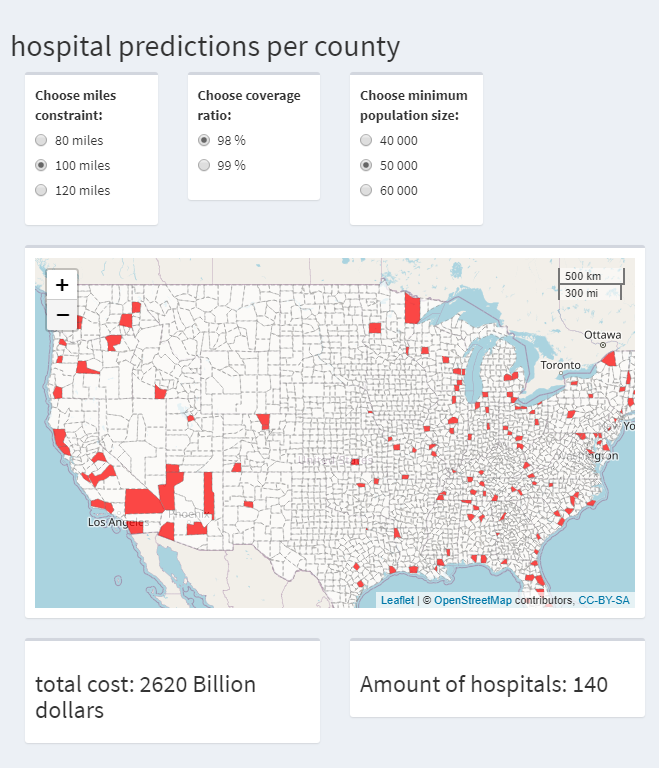 hospital predictions per county
Choose miles
constraint:
80 miles
100 miles
120 miles
Choose coverage
ratio:
98 %
99 %
Choose minimum
population size:
40 000
50 000
60 000
+
−
500 km
300 mi
Ottawa
Toronto
Yo
ngton
Phoenix
Los Angeles
Leaflet | © OpenStreetMap contributors, CC-BY-SA
total cost: 2620 Billion
dollars
Amount of hospitals: 140